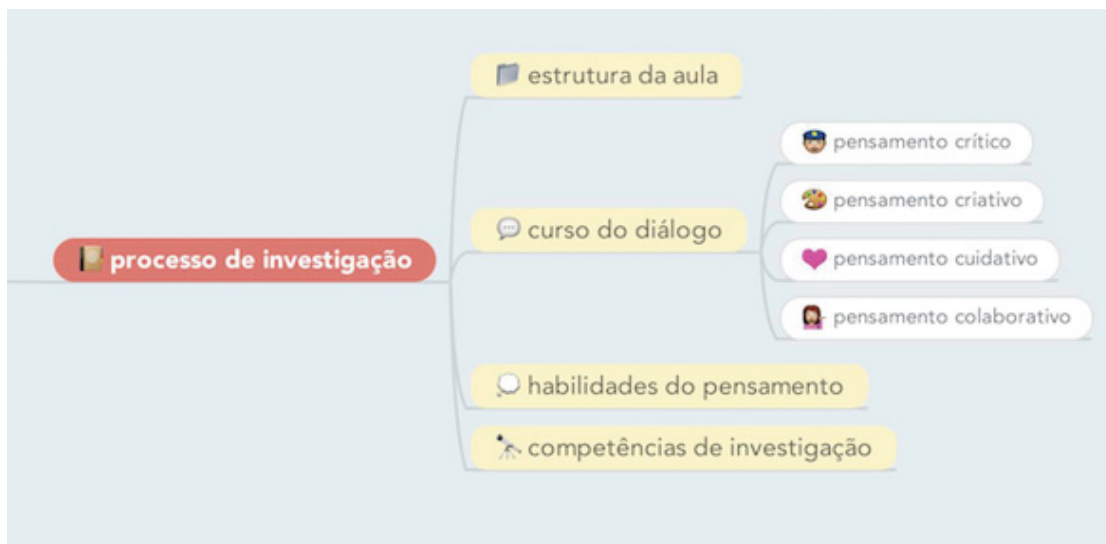 estrutura da aula
pensamento crítico
pensamento criativo
curso do diálogo
processo de investigação
pensamento cuidativo
pensamento colaborativo
habilidades do pensamento
competências de investigação